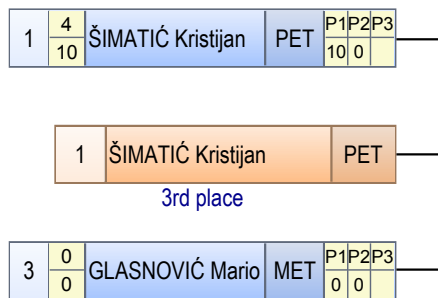 1 4 10 ŠIMATIĆ Kristijan PET P1 P2 P3 10 0
1 ŠIMATIĆ Kristijan PET
3rd place
3 0 0 GLASNOVIĆ Mario MET P1 P2 P3 0 0